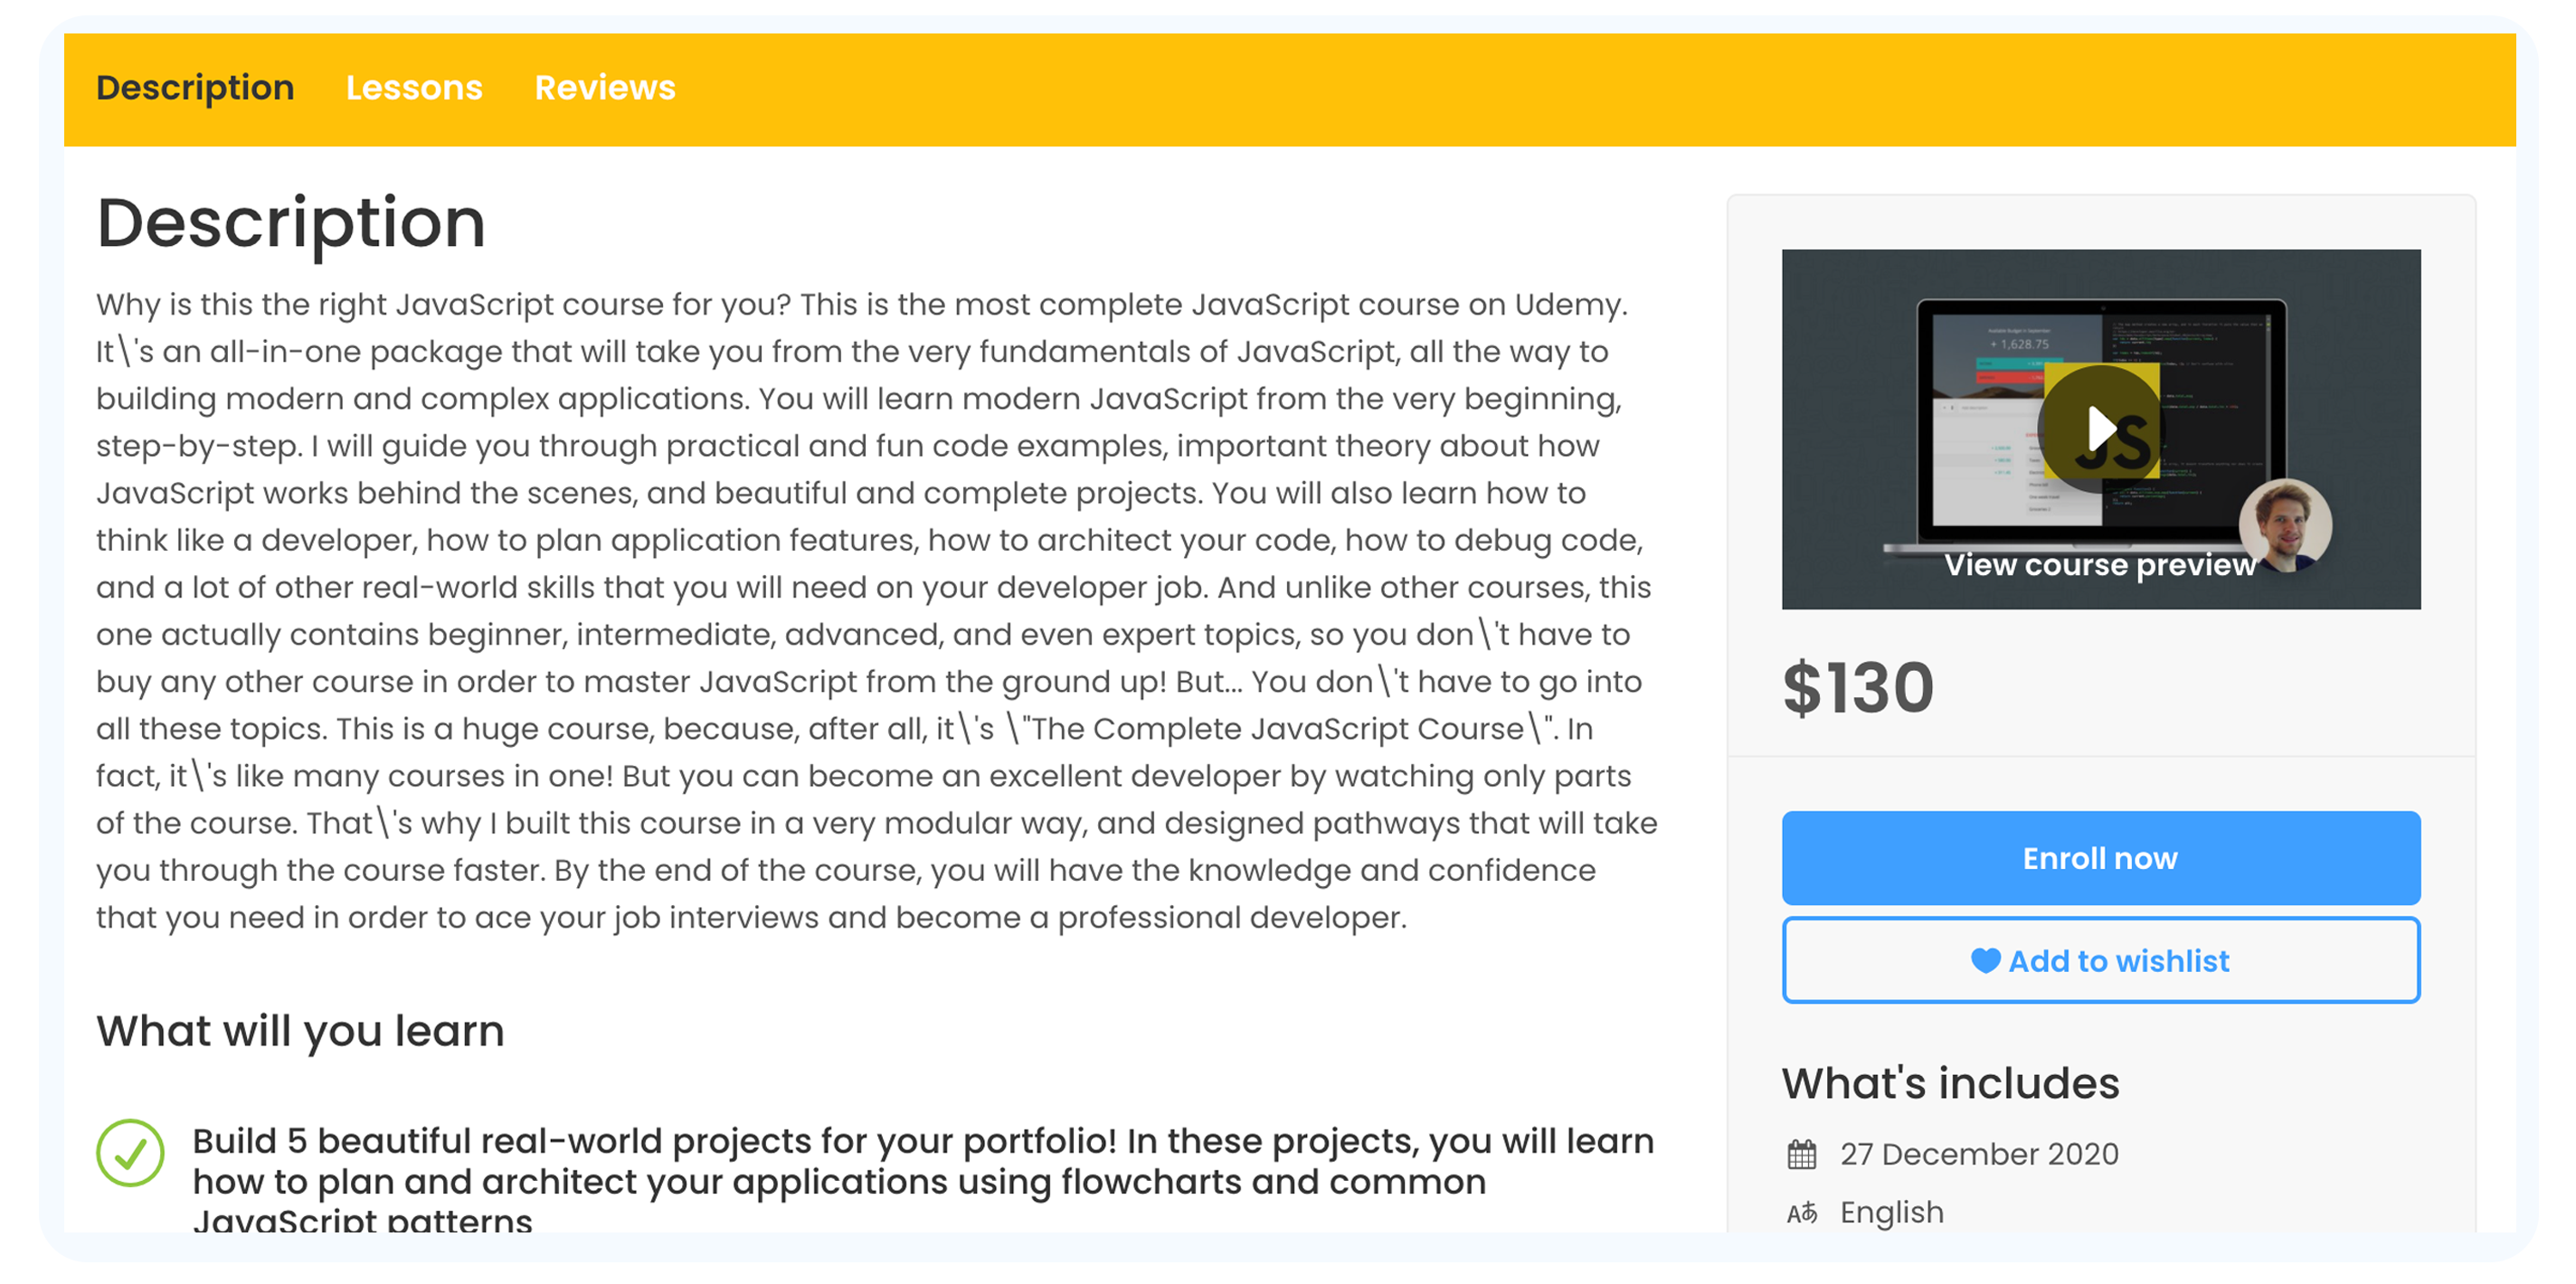 Description Lessons Reviews
Description
Why is this the right JavaScript course for you? This is the most complete JavaScript course on Udemy.
It\'s an all-in-one package that will take you from the very fundamentals of JavaScript, all the way to
building modern and complex applications. You will learn modern JavaScript from the very beginning,
step-by-step. I will guide you through practical and fun code examples, important theory about how
JavaScript works behind the scenes, and beautiful and complete projects. You will also learn how to
think like a developer, how to plan application features, how to architect your code, how to debug code,
and a lot of other real-world skills that you will need on your developer job. And unlike other courses, this
one actually contains beginner, intermediate, advanced, and even expert topics, so you don\'t have to
buy any other course in order to master JavaScript from the ground up! But... You don\'t have to go into
all these topics. This is a huge course, because, after all, it\'s \"The Complete JavaScript Course\". In
fact, it\'s like many courses in one! But you can become an excellent developer by watching only parts
of the course. That\'s why I built this course in a very modular way, and designed pathways that will take
you through the course faster. By the end of the course, you will have the knowledge and confidence
that you need in order to ace your job interviews and become a professional developer.
What will you learn
Build 5 beautiful real-world projects for your portfolio! In these projects, you will learn
how to plan and architect your applications using flowcharts and common
JavaScript patterns
Available Budget in September
+ 1,628.75
JS
View course preview
$130
Enroll now
Add to wishlist
What's includes
27 December 2020
English